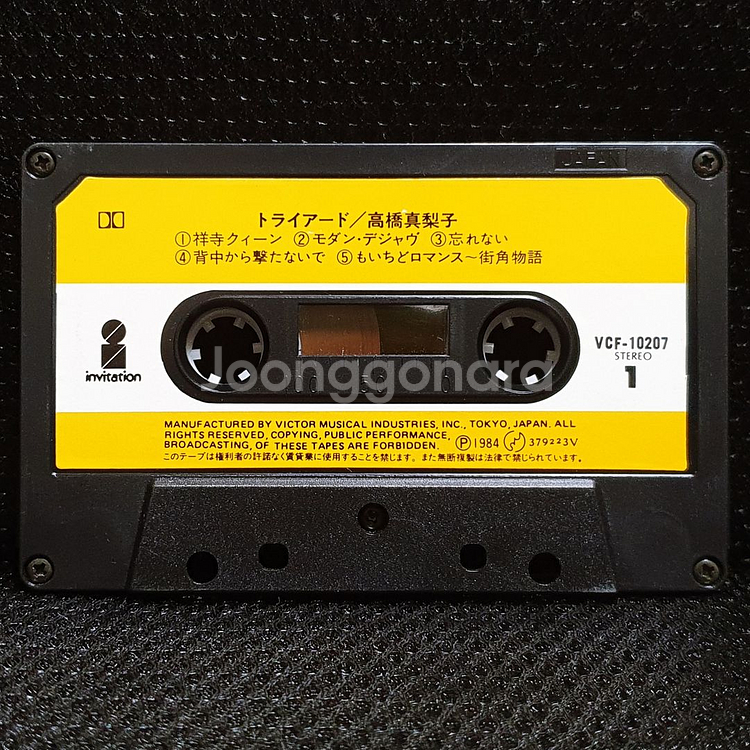 JAPAN
トライアード／高橋真梨子
①祥寺クィーン ②モダン・デジャヴ ③忘れない
④背中から撃たないで ⑤もいちどロマンス〜街角物語
invitation
VCF-10207
STEREO
1
Joonggonara
MANUFACTURED BY VICTOR MUSICAL INDUSTRIES, INC., TOKYO, JAPAN. ALL
RIGHTS RESERVED, COPYING, PUBLIC PERFORMANCE,
BROADCASTING, OF THESE TAPES ARE FORBIDDEN. Ⓟ1984 379223V
このテープは権利者の許諾なく賃貸業に使用することを禁じます。また無断複製は法律で禁じられています。